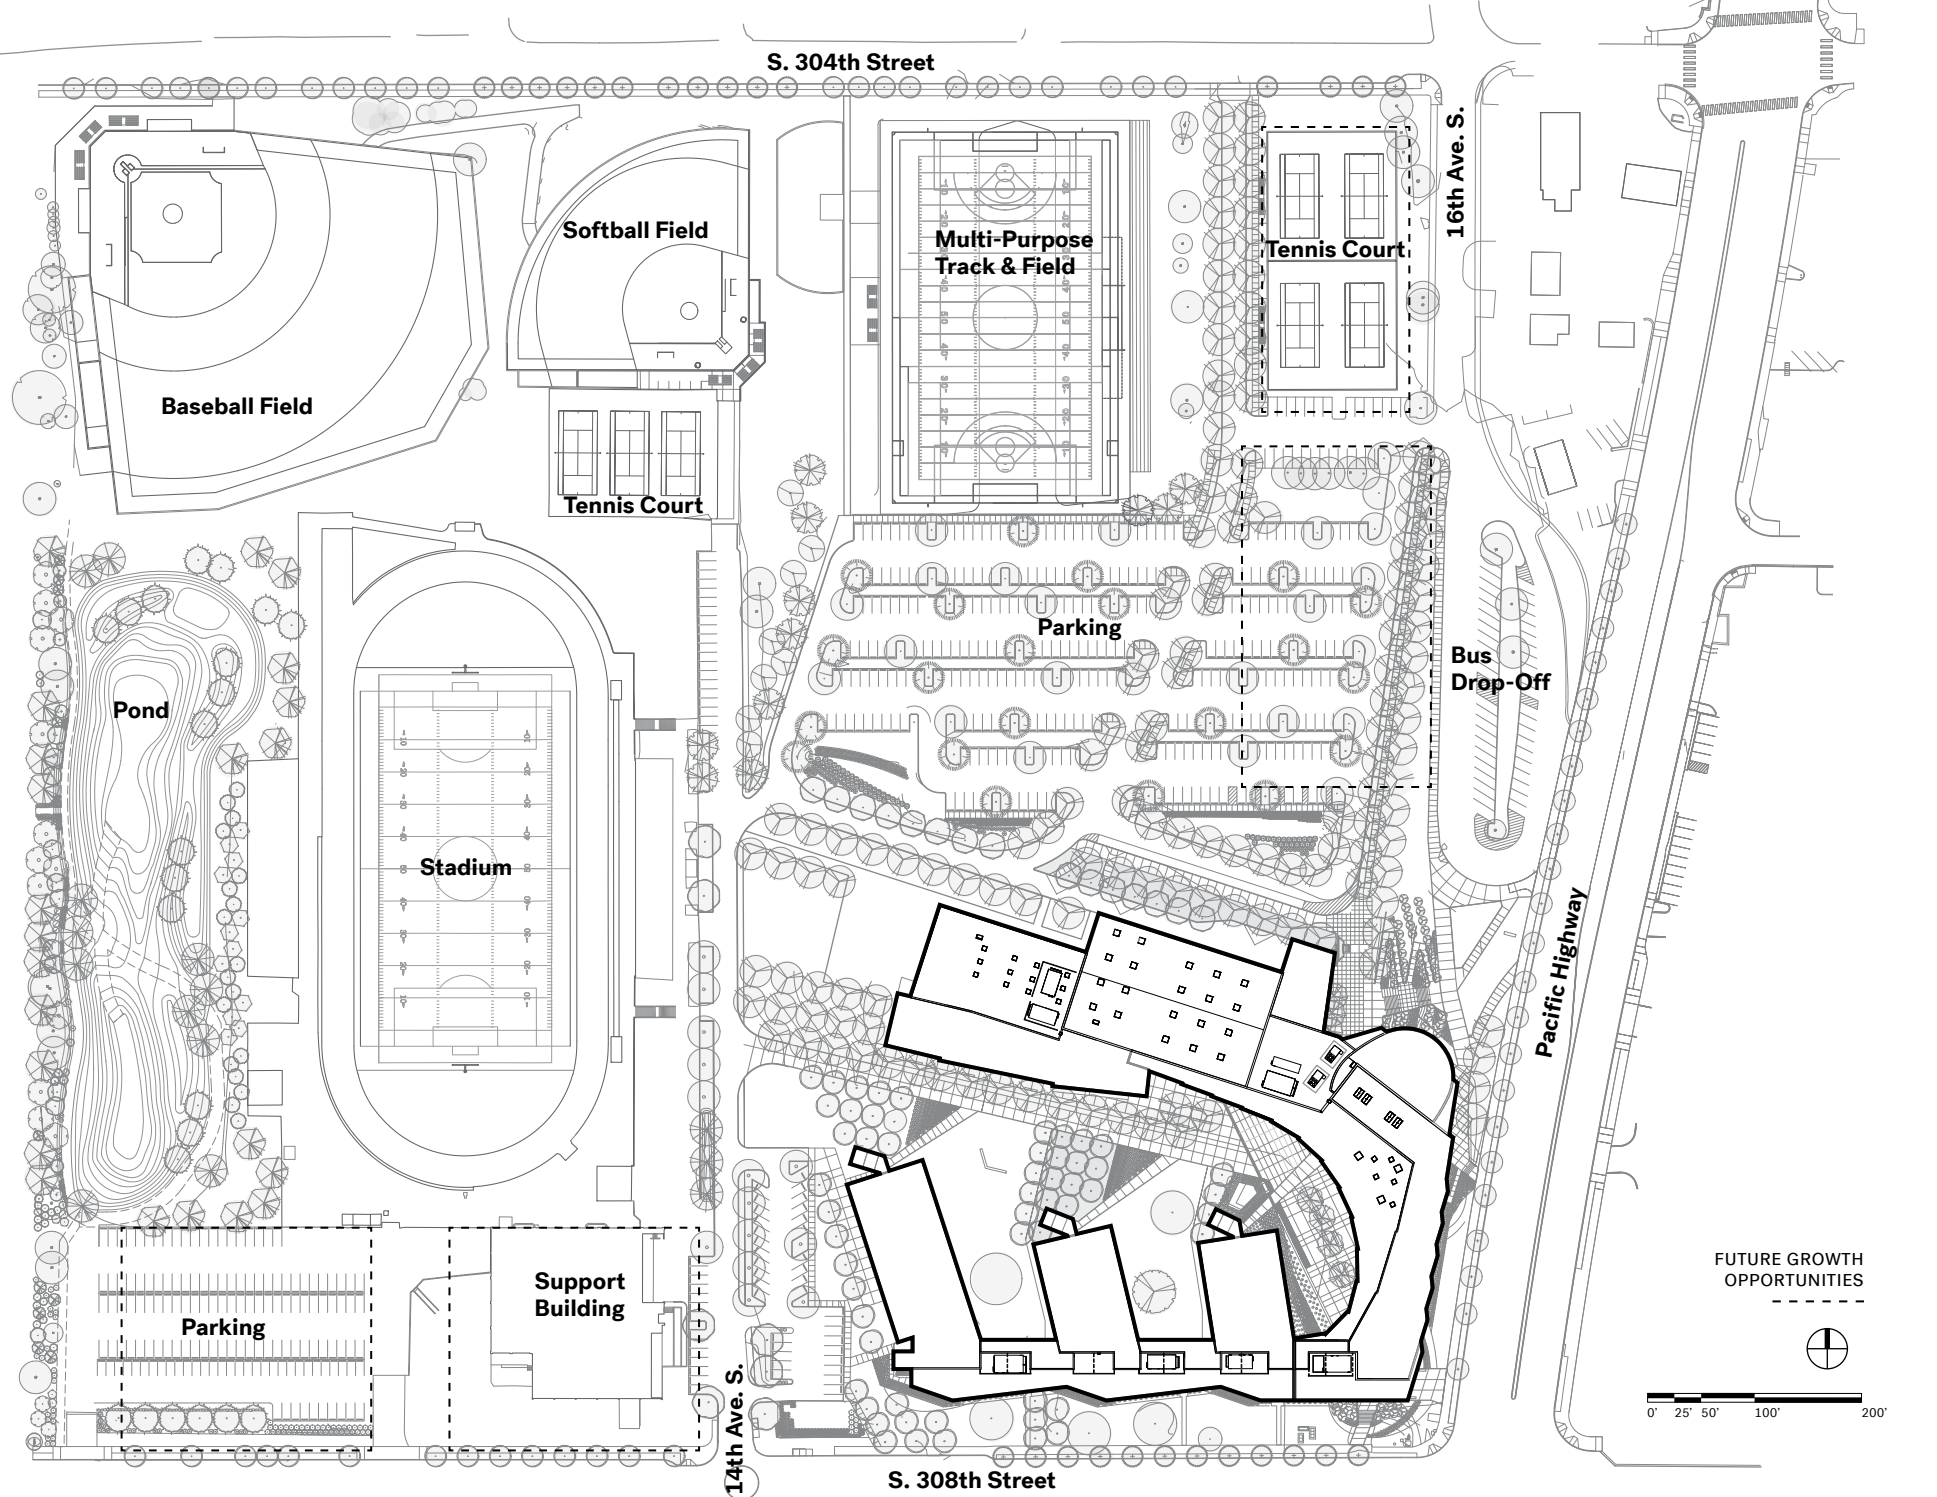 S. 304th Street
16th Ave. S.
Softball Field
Multi-Purpose
Track & Field
Tennis Court
Baseball Field
Tennis Court
Parking
Bus
Drop-Off
Pond
Stadium
Pacific Highway
Support
Building
Parking
FUTURE GROWTH
OPPORTUNITIES
14th Ave. S.
0' 25' 50' 100' 200'
S. 308th Street